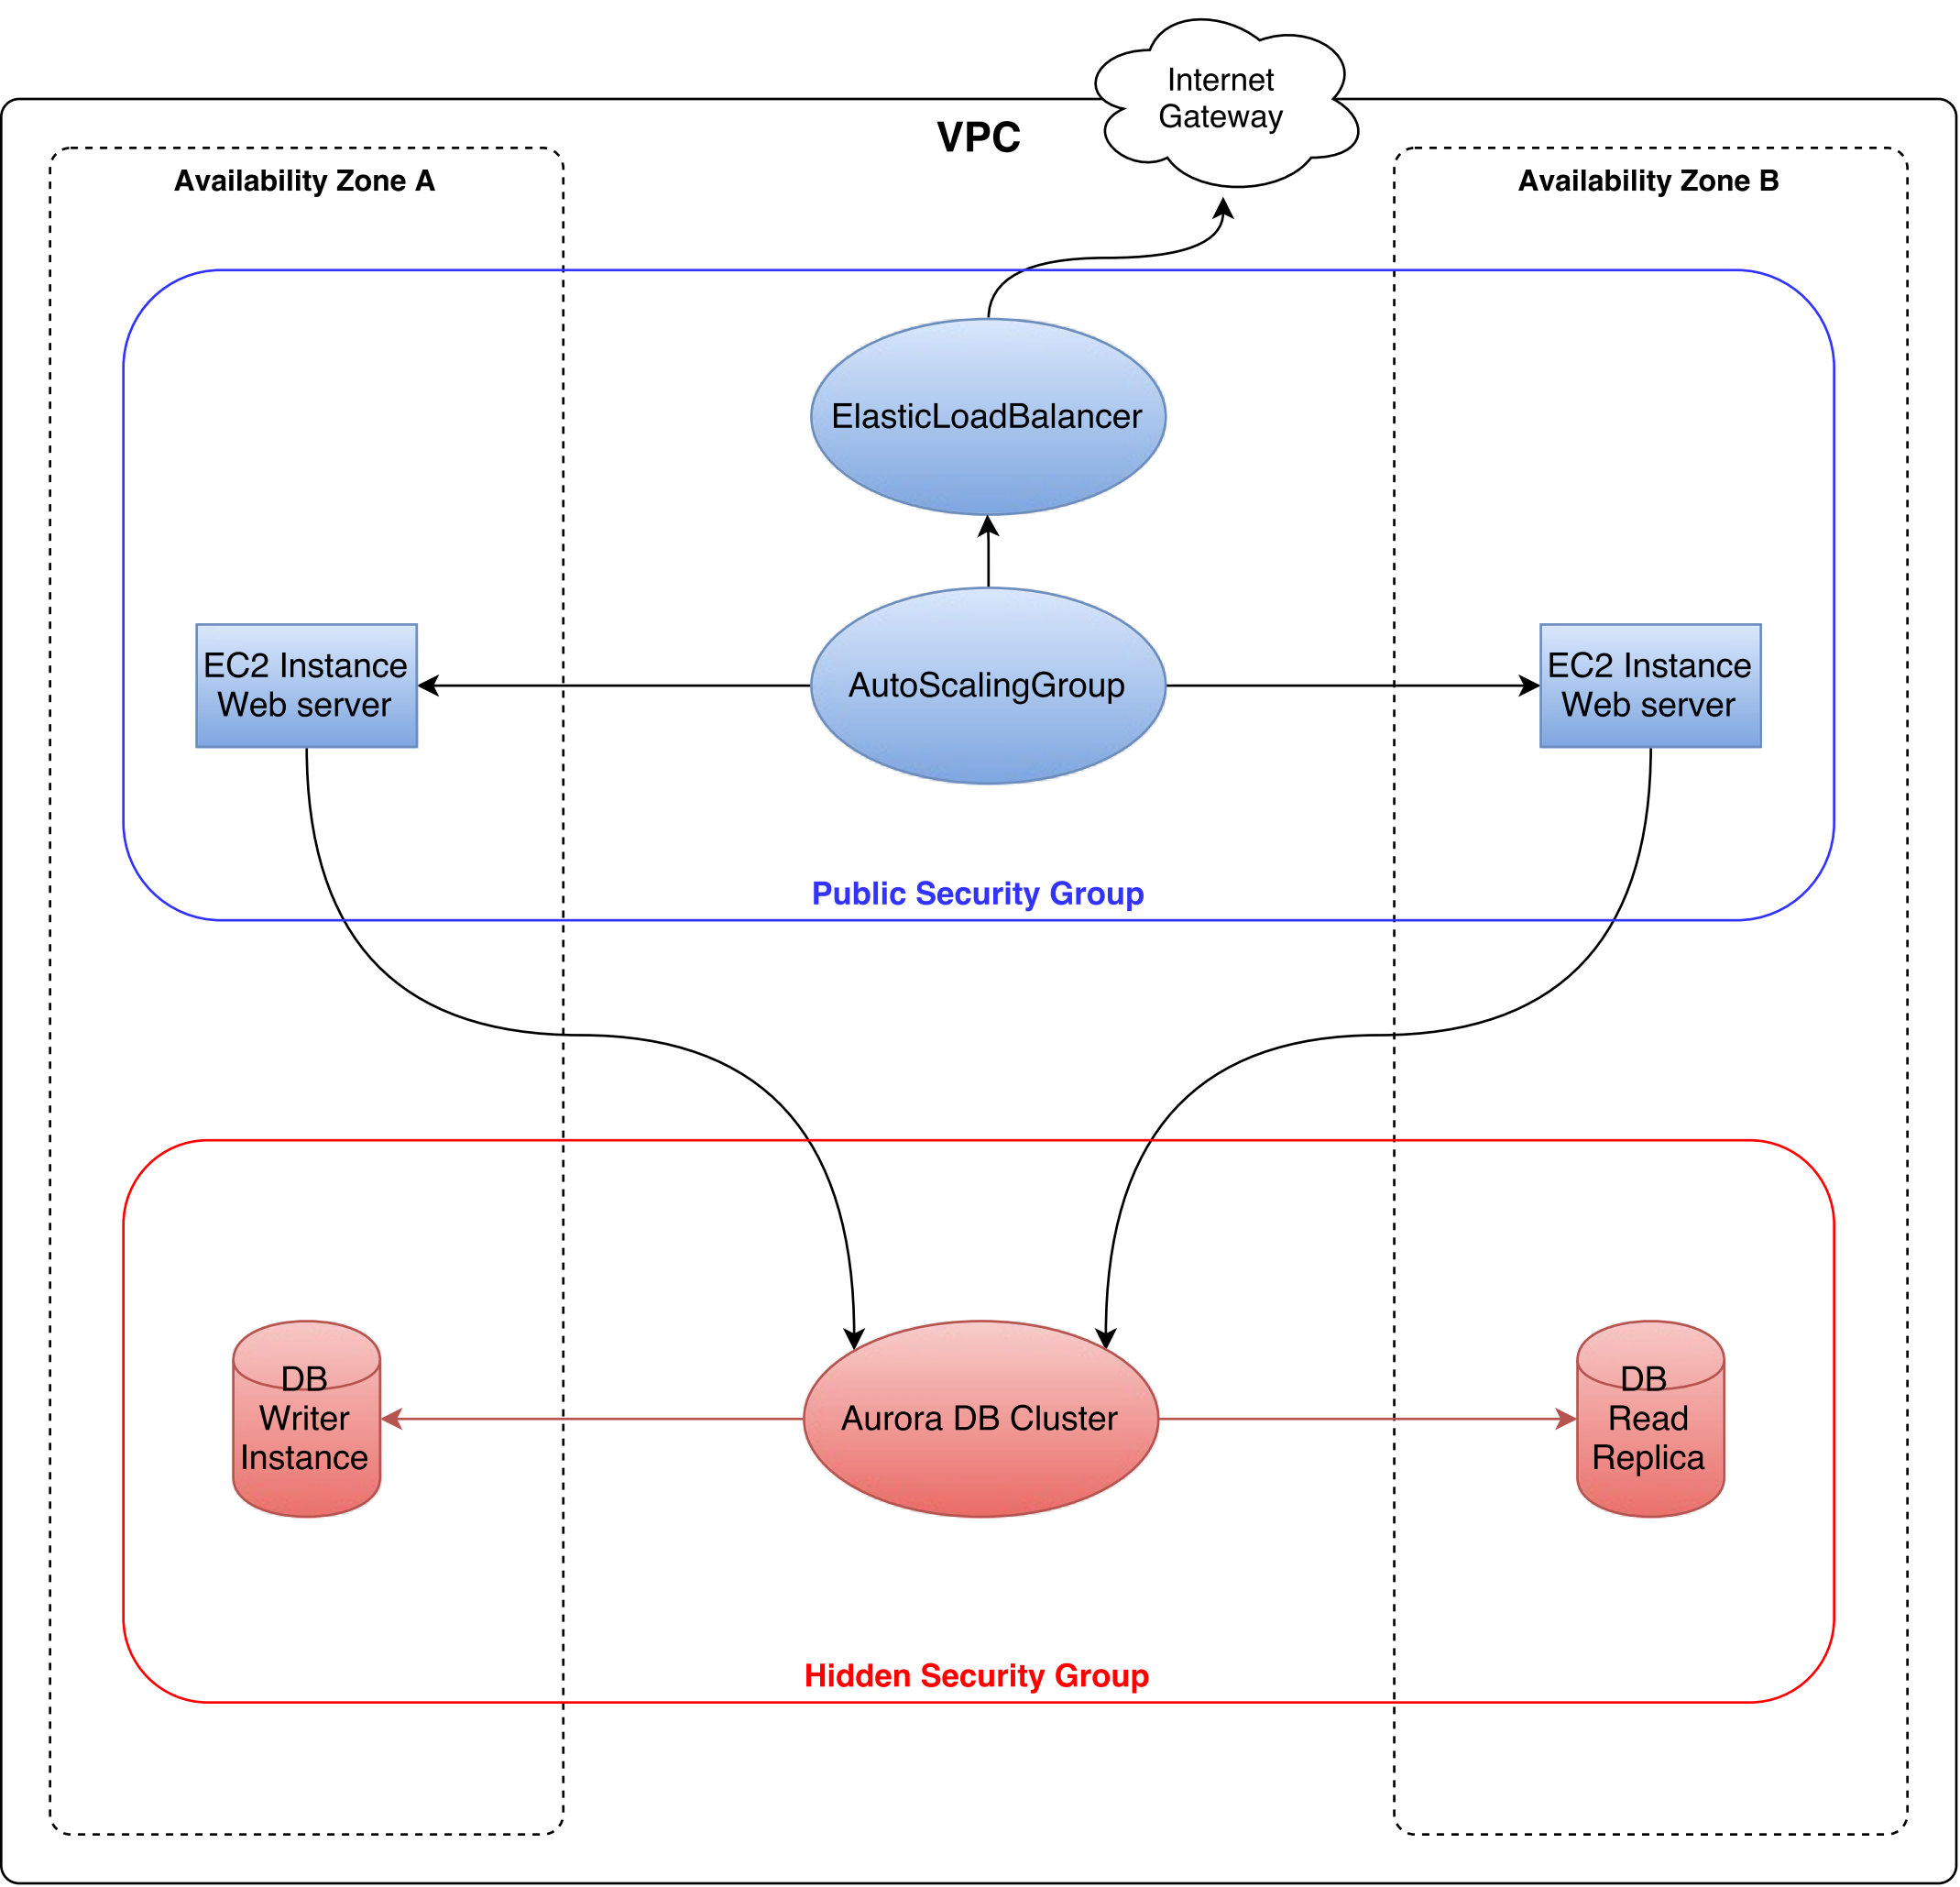 Internet
Gateway
VPC
Availability Zone A
Availability Zone B
ElasticLoadBalancer
EC2 Instance
Web server
AutoScalingGroup
EC2 Instance
Web server
Public Security Group
DB
Writer
Instance
Aurora DB Cluster
DB
Read
Replica
Hidden Security Group